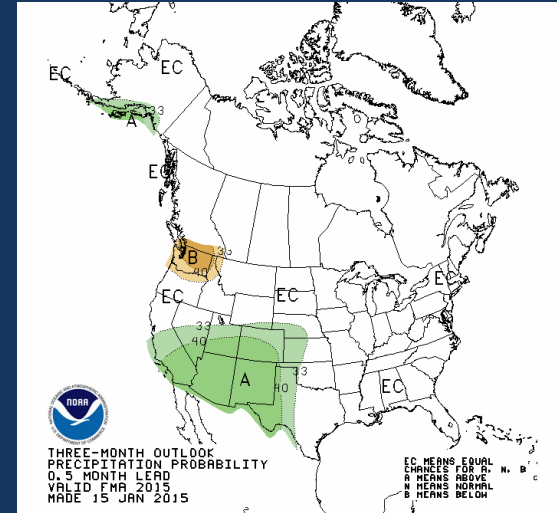 EC
EC
33
A
EC
B
33
40
EC
EC
EC
33
40
33
A
40
EC
NOAA
THREE-MONTH OUTLOOK
PRECIPITATION PROBABILITY
0.5 MONTH LEAD
VALID FMA 2015
MADE 15 JAN 2015
EC MEANS EQUAL
CHANCES FOR A, N, B
A MEANS ABOVE
N MEANS NORMAL
B MEANS BELOW